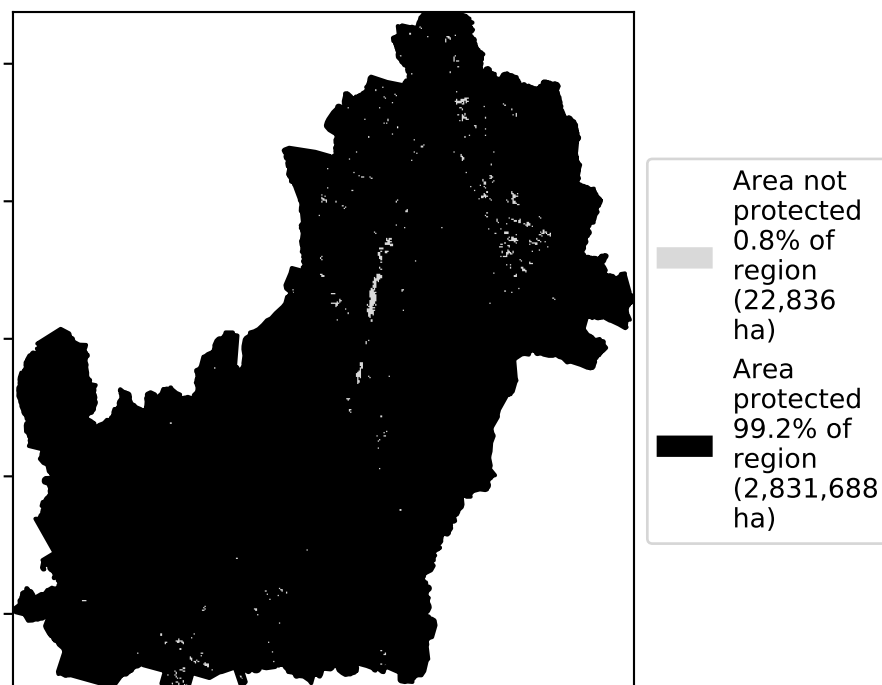 Area not
protected
0.8% of
region
(22,836
ha)
Area
protected
99.2% of
region
(2,831,688
ha)